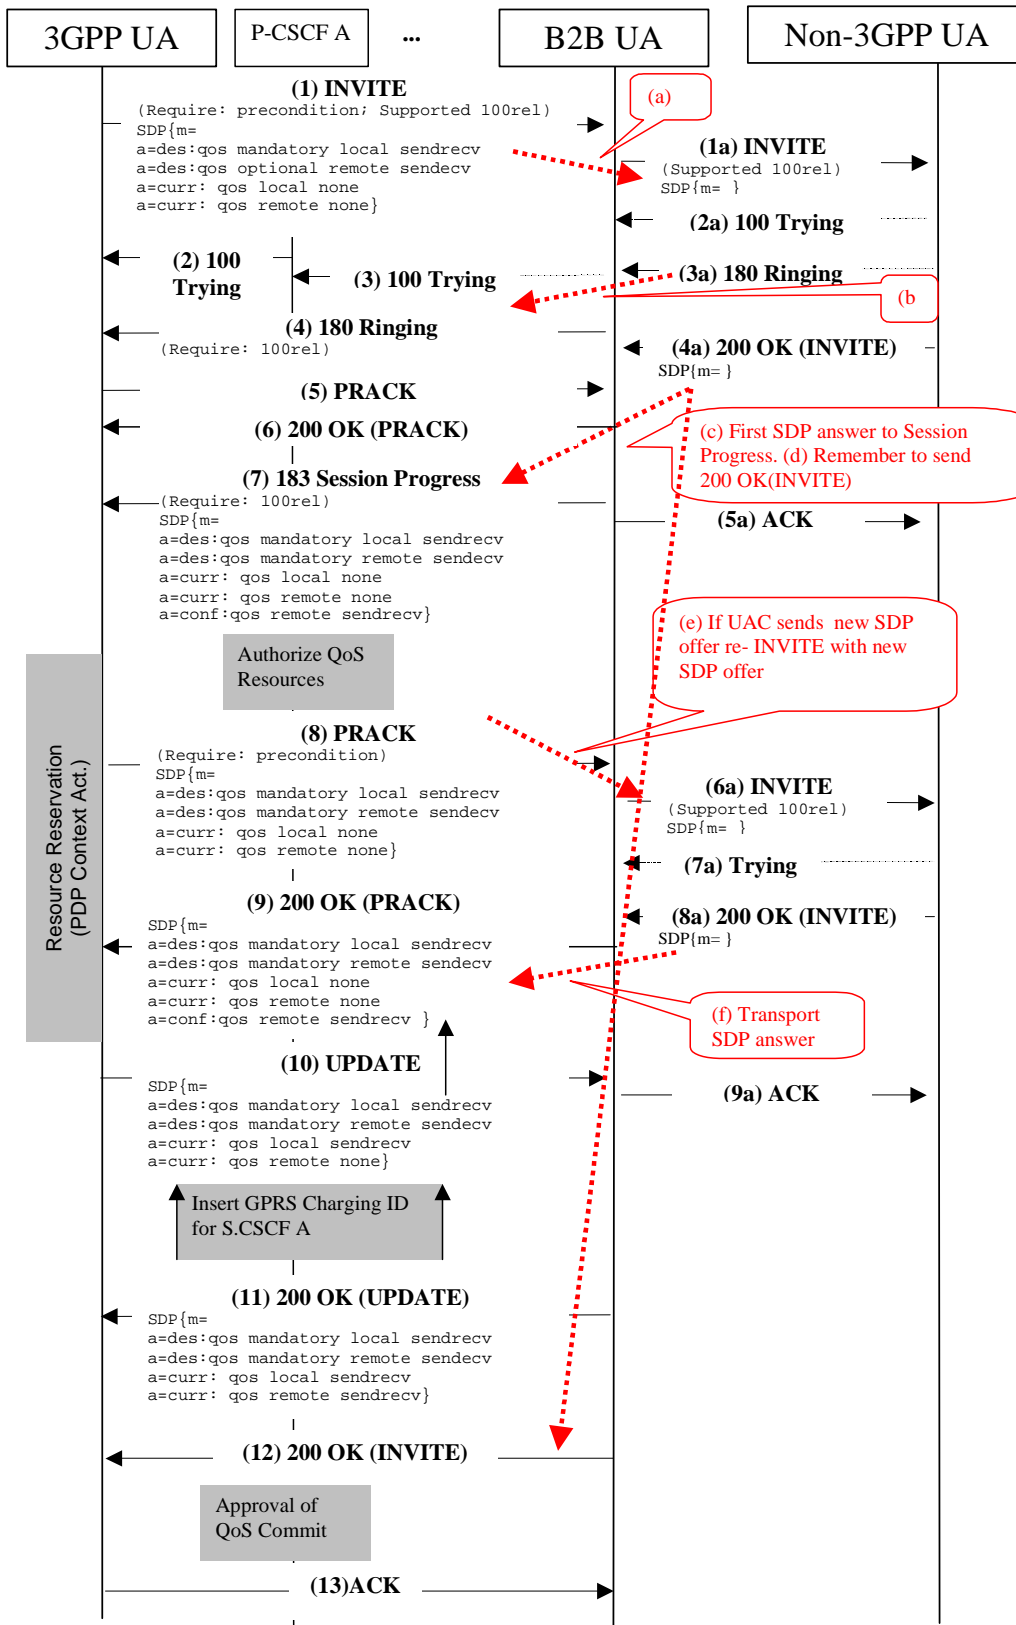 3GPP UA
P-CSCF A
...
B2B UA
Non-3GPP UA
(1) INVITE
(Require: precondition; Supported 100rel)
SDP{m=
a=des:qos mandatory local sendrecv
a=des:qos optional remote sendecv
a=curr: qos local none
a=curr: qos remote none}
(a)
(1a) INVITE
(Supported 100rel)
SDP{m= }
(2a) 100 Trying
(2) 100
Trying
(3) 100 Trying
(3a) 180 Ringing
(b
(4) 180 Ringing
(Require: 100rel)
(4a) 200 OK (INVITE)
SDP{m= }
(5) PRACK
(6) 200 OK (PRACK)
(c) First SDP answer to Session
Progress. (d) Remember to send
200 OK(INVITE)
(7) 183 Session Progress
(Require: 100rel)
SDP{m=
a=des:qos mandatory local sendrecv
a=des:qos mandatory remote sendecv
a=curr: qos local none
a=curr: qos remote none
a=conf:qos remote sendrecv}
(5a) ACK
(e) If UAC sends new SDP
offer re- INVITE with new
SDP offer
Authorize QoS
Resources
Resource Reservation
(PDP Context Act.)
(8) PRACK
(Require: precondition)
SDP{m=
a=des:qos mandatory local sendrecv
a=des:qos mandatory remote sendecv
a=curr: qos local none
a=curr: qos remote none}
(6a) INVITE
(Supported 100rel)
SDP{m= }
(7a) Trying
(9) 200 OK (PRACK)
SDP{m=
a=des:qos mandatory local sendrecv
a=des:qos mandatory remote sendecv
a=curr: qos local none
a=curr: qos remote none
a=conf:qos remote sendrecv }
(8a) 200 OK (INVITE)
SDP{m= }
(f) Transport
SDP answer
(10) UPDATE
SDP{m=
a=des:qos mandatory local sendrecv
a=des:qos mandatory remote sendecv
a=curr: qos local sendrecv
a=curr: qos remote none}
(9a) ACK
Insert GPRS Charging ID
for S.CSCF A
(11) 200 OK (UPDATE)
SDP{m=
a=des:qos mandatory local sendrecv
a=des:qos mandatory remote sendecv
a=curr: qos local sendrecv
a=curr: qos remote sendrecv}
(12) 200 OK (INVITE)
Approval of
QoS Commit
(13)ACK